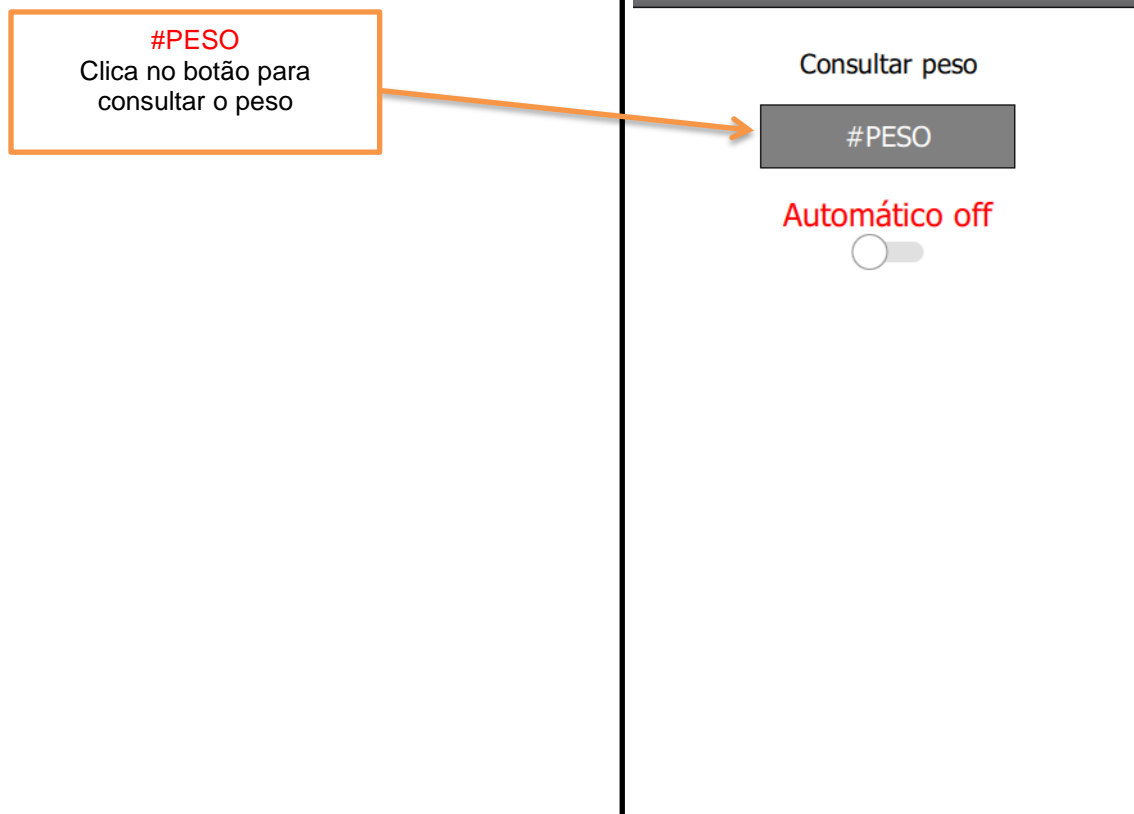 #PESO
Clica no botão para
consultar o peso
Consultar peso
#PESO
Automático off